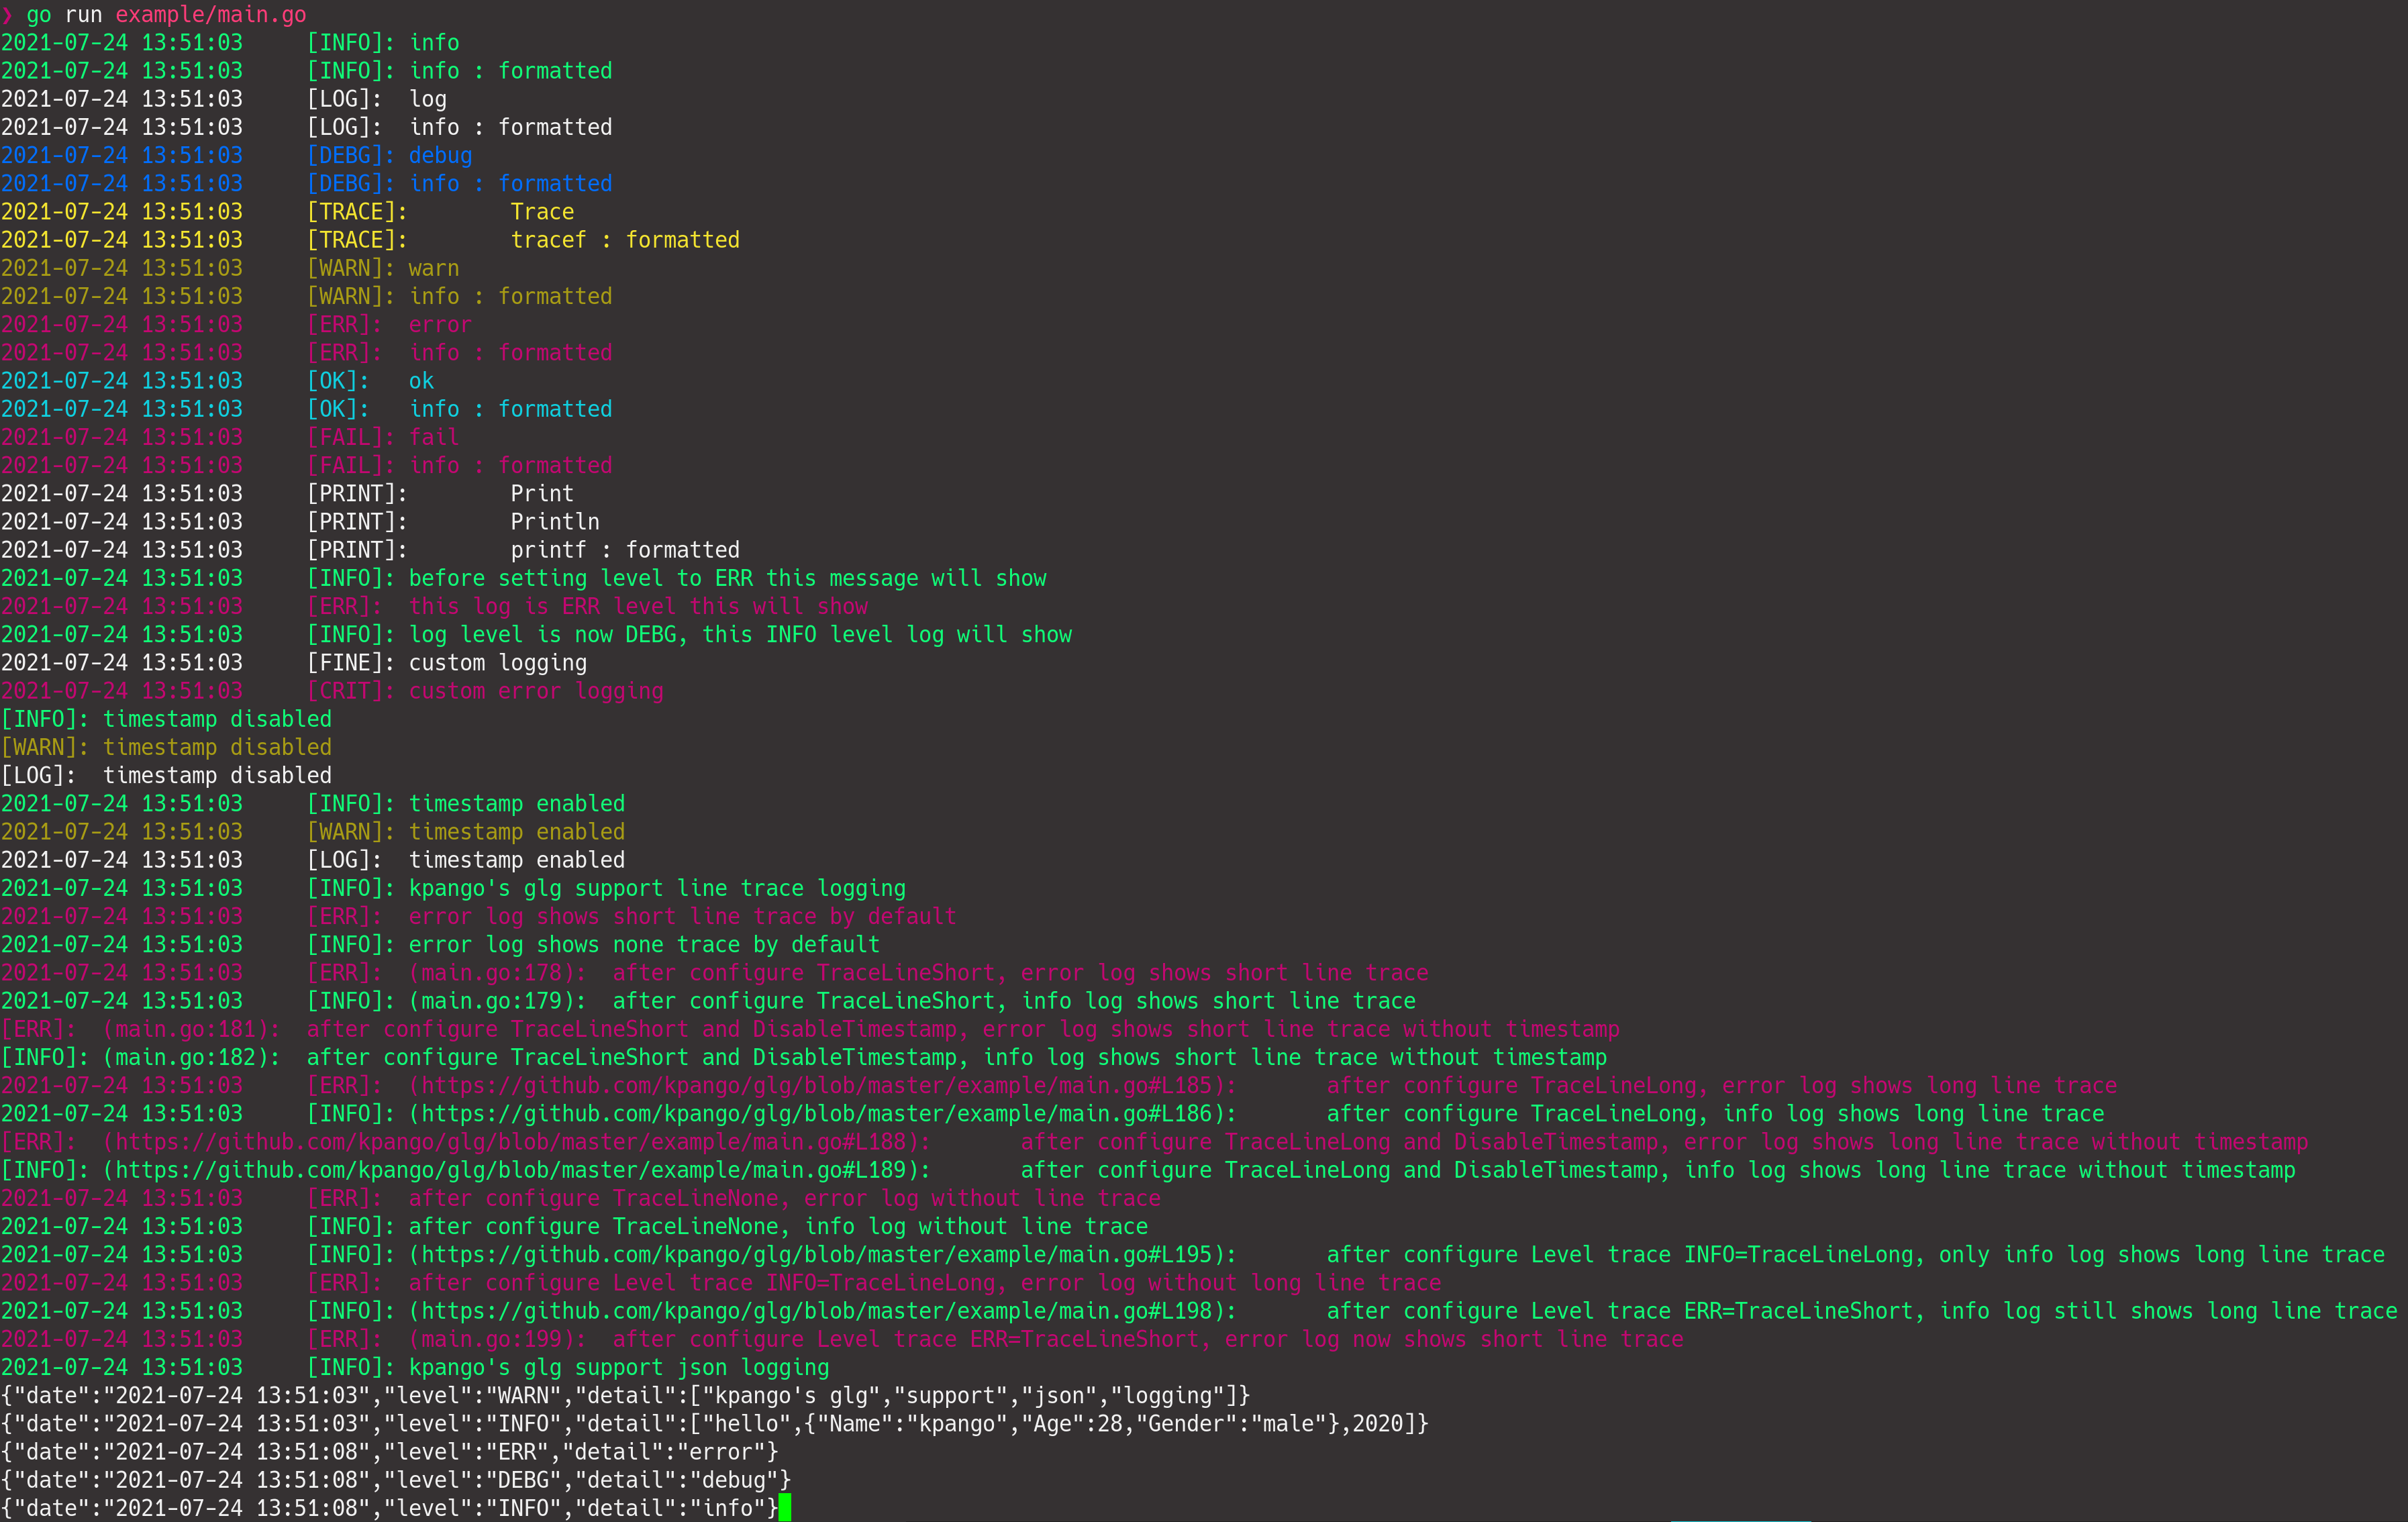 ❯ go run example/main.go
2021-07-24 13:51:03     [INFO]: info
2021-07-24 13:51:03     [INFO]: info : formatted
2021-07-24 13:51:03     [LOG]:  log
2021-07-24 13:51:03     [LOG]:  info : formatted
2021-07-24 13:51:03     [DEBG]: debug
2021-07-24 13:51:03     [DEBG]: info : formatted
2021-07-24 13:51:03     [TRACE]:        Trace
2021-07-24 13:51:03     [TRACE]:        tracef : formatted
2021-07-24 13:51:03     [WARN]: warn
2021-07-24 13:51:03     [WARN]: info : formatted
2021-07-24 13:51:03     [ERR]:  error
2021-07-24 13:51:03     [ERR]:  info : formatted
2021-07-24 13:51:03     [OK]:   ok
2021-07-24 13:51:03     [OK]:   info : formatted
2021-07-24 13:51:03     [FAIL]: fail
2021-07-24 13:51:03     [FAIL]: info : formatted
2021-07-24 13:51:03     [PRINT]:        Print
2021-07-24 13:51:03     [PRINT]:        Println
2021-07-24 13:51:03     [PRINT]:        printf : formatted
2021-07-24 13:51:03     [INFO]: before setting level to ERR this message will show
2021-07-24 13:51:03     [ERR]:  this log is ERR level this will show
2021-07-24 13:51:03     [INFO]: log level is now DEBG, this INFO level log will show
2021-07-24 13:51:03     [FINE]: custom logging
2021-07-24 13:51:03     [CRIT]: custom error logging
[INFO]: timestamp disabled
[WARN]: timestamp disabled
[LOG]:  timestamp disabled
2021-07-24 13:51:03     [INFO]: timestamp enabled
2021-07-24 13:51:03     [WARN]: timestamp enabled
2021-07-24 13:51:03     [LOG]:  timestamp enabled
2021-07-24 13:51:03     [INFO]: kpango's glg support line trace logging
2021-07-24 13:51:03     [ERR]:  error log shows short line trace by default
2021-07-24 13:51:03     [INFO]: error log shows none trace by default
2021-07-24 13:51:03     [ERR]:  (main.go:178):  after configure TraceLineShort, error log shows short line trace
2021-07-24 13:51:03     [INFO]: (main.go:179):  after configure TraceLineShort, info log shows short line trace
[ERR]:  (main.go:181):  after configure TraceLineShort and DisableTimestamp, error log shows short line trace without timestamp
[INFO]: (main.go:182):  after configure TraceLineShort and DisableTimestamp, info log shows short line trace without timestamp
2021-07-24 13:51:03     [ERR]:  (https://github.com/kpango/glg/blob/master/example/main.go#L185):       after configure TraceLineLong, error log shows long line trace
2021-07-24 13:51:03     [INFO]: (https://github.com/kpango/glg/blob/master/example/main.go#L186):       after configure TraceLineLong, info log shows long line trace
[ERR]:  (https://github.com/kpango/glg/blob/master/example/main.go#L188):       after configure TraceLineLong and DisableTimestamp, error log shows long line trace without timestamp
[INFO]: (https://github.com/kpango/glg/blob/master/example/main.go#L189):       after configure TraceLineLong and DisableTimestamp, info log shows long line trace without timestamp
2021-07-24 13:51:03     [ERR]:  after configure TraceLineNone, error log without line trace
2021-07-24 13:51:03     [INFO]: after configure TraceLineNone, info log without line trace
2021-07-24 13:51:03     [INFO]: (https://github.com/kpango/glg/blob/master/example/main.go#L195):       after configure Level trace INFO=TraceLineLong, only info log shows long line trace
2021-07-24 13:51:03     [ERR]:  after configure Level trace INFO=TraceLineLong, error log without long line trace
2021-07-24 13:51:03     [INFO]: (https://github.com/kpango/glg/blob/master/example/main.go#L198):       after configure Level trace ERR=TraceLineShort, info log still shows long line trace
2021-07-24 13:51:03     [ERR]:  (main.go:199):  after configure Level trace ERR=TraceLineShort, error log now shows short line trace
2021-07-24 13:51:03     [INFO]: kpango's glg support json logging
{"date":"2021-07-24 13:51:03","level":"WARN","detail":["kpango's glg","support","json","logging"]}
{"date":"2021-07-24 13:51:03","level":"INFO","detail":["hello",{"Name":"kpango","Age":28,"Gender":"male"},2020]}
{"date":"2021-07-24 13:51:08","level":"ERR","detail":"error"}
{"date":"2021-07-24 13:51:08","level":"DEBG","detail":"debug"}
{"date":"2021-07-24 13:51:08","level":"INFO","detail":"info"}